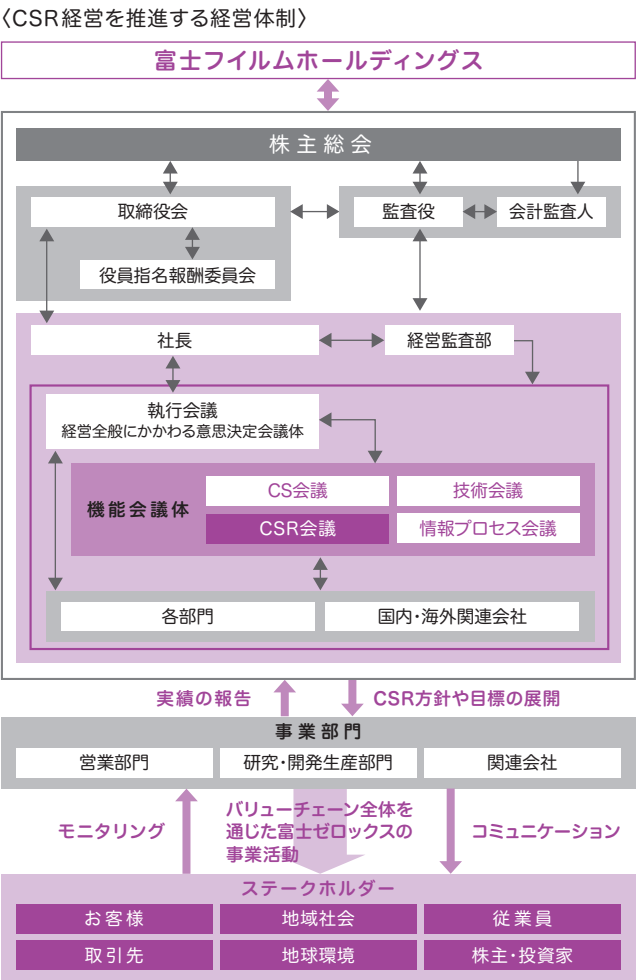 〈CSR経営を推進する経営体制〉
富士フイルムホールディングス
株主総会
取締役会
監査役
会計監査人
役員指名報酬委員会
社長
経営監査部
執行会議
経営全般にかかわる意思決定会議体
機能会議体
CS会議
技術会議
CSR会議
情報プロセス会議
各部門
国内・海外関連会社
実績の報告
CSR方針や目標の展開
事業部門
営業部門
研究・開発生産部門
関連会社
モニタリング
バリューチェーン全体を
通じた富士ゼロックスの
事業活動
コミュニケーション
ステークホルダー
お客様
地域社会
従業員
取引先
地球環境
株主・投資家